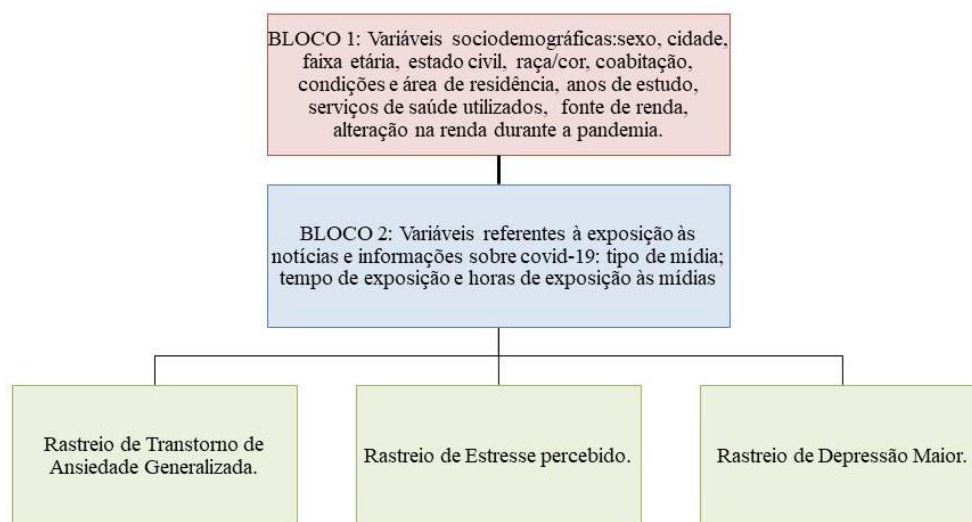 BLOCO 1: Variáveis sociodemográficas:sexo, cidade,
faixa etária, estado civil, raça/cor, coabitação,
condições e área de residência, anos de estudo,
serviços de saúde utilizados, fonte de renda,
alteração na renda durante a pandemia.
BLOCO 2: Variáveis referentes à exposição às
notícias e informações sobre covid-19: tipo de mídia;
tempo de exposição e horas de exposição às mídias
Rastreio de Transtorno de
Ansiedade Generalizada.
Rastreio de Estresse percebido.
Rastreio de Depressão Maior.